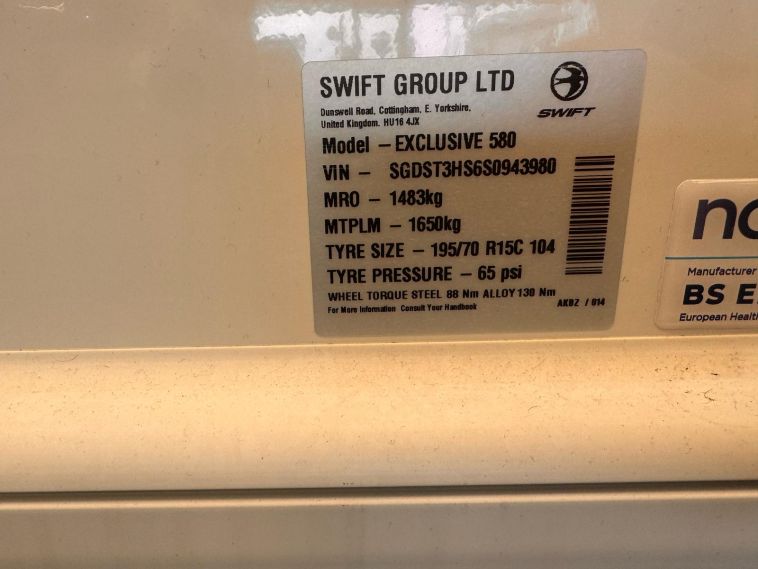 SWIFT GROUP LTD
SWIFT
Dunswell Road, Cottingham, E. Yorkshire,
United Kingdom. HU16 4JX
Model – EXCLUSIVE 580
VIN – SGDST3HS6S0943980
MRO – 1483kg
MTPLM – 1650kg
TYRE SIZE – 195/70 R15C 104
TYRE PRESSURE – 65 psi
WHEEL TORQUE STEEL 88 Nm ALLOY 130 Nm
For More Information Consult Your Handbook
AKBZ / 014
Manufacturer
BS E
European Health